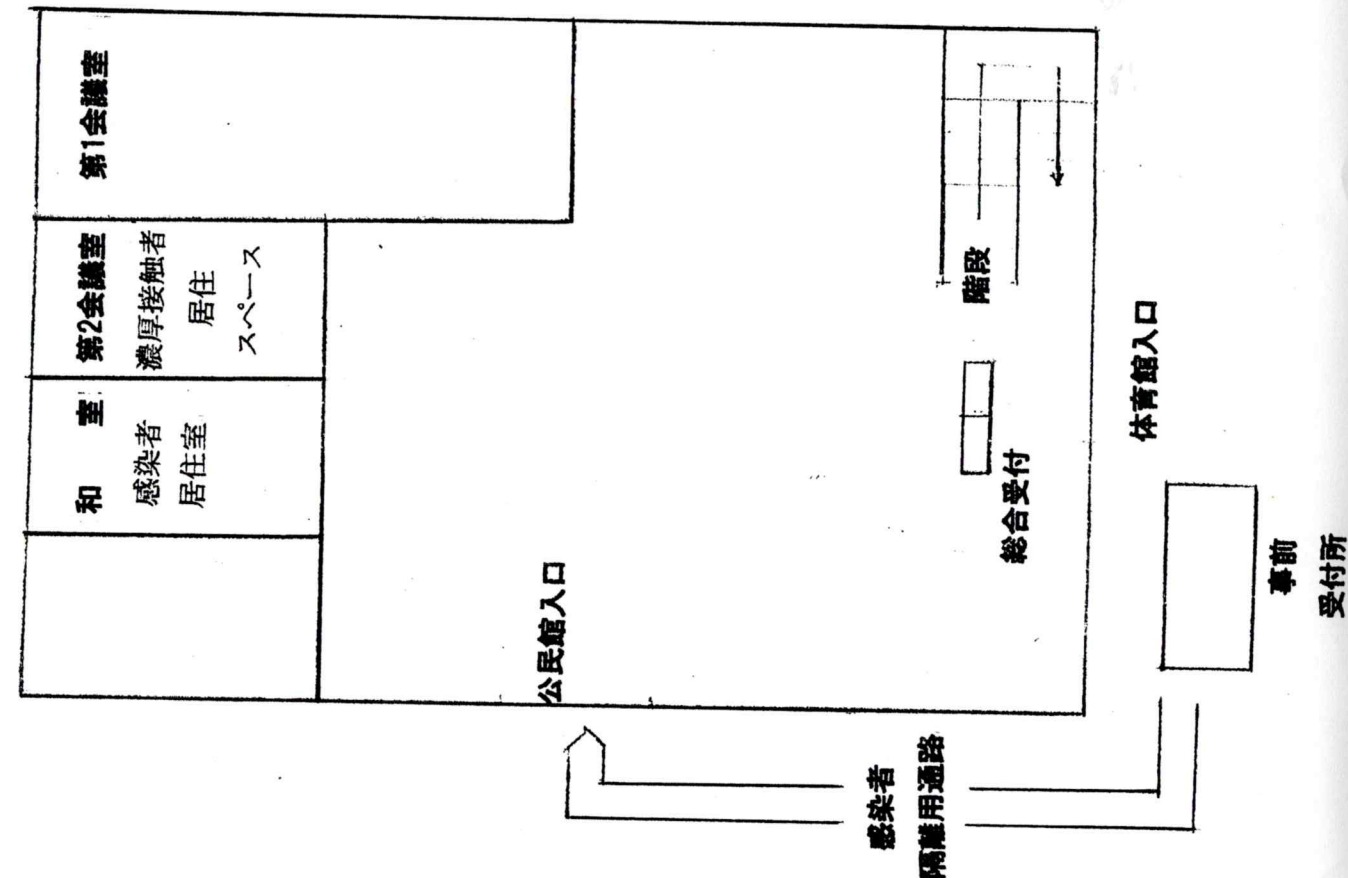 第1会議室
第2会議室
濃厚接触者
居住
スペース
和　室
感染者
居住室
階段
総合受付
体育館入口
公民館入口
事前
受付所
感染者
隔離用通路